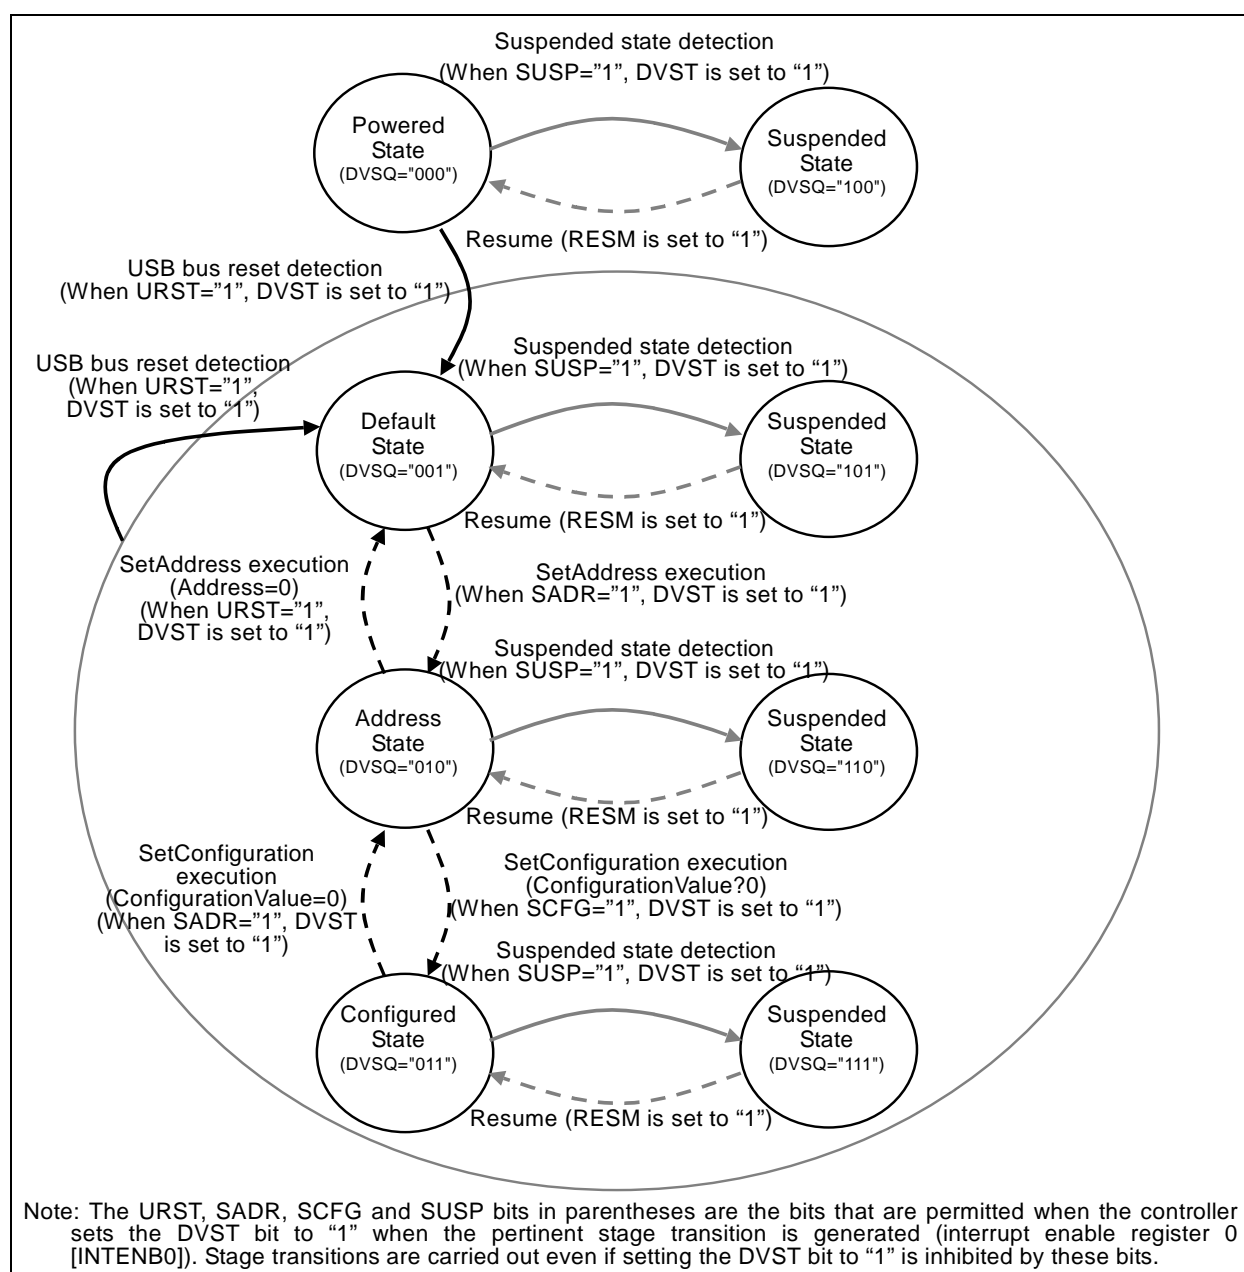 Suspended state detection
(When SUSP=”1”, DVST is set to “1”)
Powered
State
(DVSQ="000")
Suspended
State
(DVSQ="100")
Resume (RESM is set to “1”)
USB bus reset detection
(When URST=”1”, DVST is set to “1”)
USB bus reset detection
(When URST=”1”,
DVST is set to “1”)
Suspended state detection
(When SUSP=”1”, DVST is set to “1”)
Default
State
(DVSQ="001")
Suspended
State
(DVSQ="101")
Resume (RESM is set to “1”)
SetAddress execution
(Address=0)
(When URST=”1”,
DVST is set to “1”)
SetAddress execution
(When SADR=”1”, DVST is set to “1”)
Suspended state detection
(When SUSP=”1”, DVST is set to “1”)
Address
State
(DVSQ="010")
Suspended
State
(DVSQ="110")
Resume (RESM is set to “1”)
SetConfiguration
execution
(ConfigurationValue=0)
(When SADR=”1”, DVST
is set to “1”)
SetConfiguration execution
(ConfigurationValue?0)
(When SCFG=”1”, DVST is set to “1”)
Suspended state detection
(When SUSP=”1”, DVST is set to “1”)
Configured
State
(DVSQ="011")
Suspended
State
(DVSQ="111")
Resume (RESM is set to “1”)
Note: The URST, SADR, SCFG and SUSP bits in parentheses are the bits that are permitted when the controller
sets the DVST bit to “1” when the pertinent stage transition is generated (interrupt enable register 0
[INTENB0]). Stage transitions are carried out even if setting the DVST bit to “1” is inhibited by these bits.